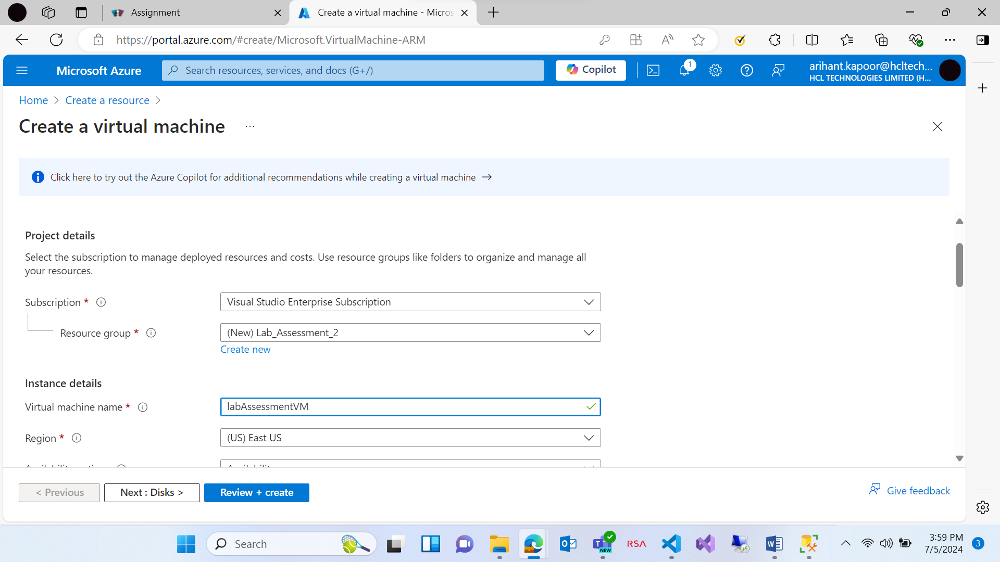 Assignment
Create a virtual machine - Micros
https://portal.azure.com/#create/Microsoft.VirtualMachine-ARM
Microsoft Azure
Search resources, services, and docs (G+/)
Copilot
1
arihant.kapoor@hcltech...
HCL TECHNOLOGIES LIMITED (H...
Home > Create a resource >
Create a virtual machine
...
Click here to try out the Azure Copilot for additional recommendations while creating a virtual machine →
Project details
Select the subscription to manage deployed resources and costs. Use resource groups like folders to organize and manage all
your resources.
Subscription *
Visual Studio Enterprise Subscription
Resource group *
(New) Lab_Assessment_2
Create new
Instance details
Virtual machine name *
labAssessmentVM
Region *
(US) East US
< Previous
Next : Disks >
Review + create
Give feedback
Search
NEW
RSA
3:59 PM
7/5/2024
3